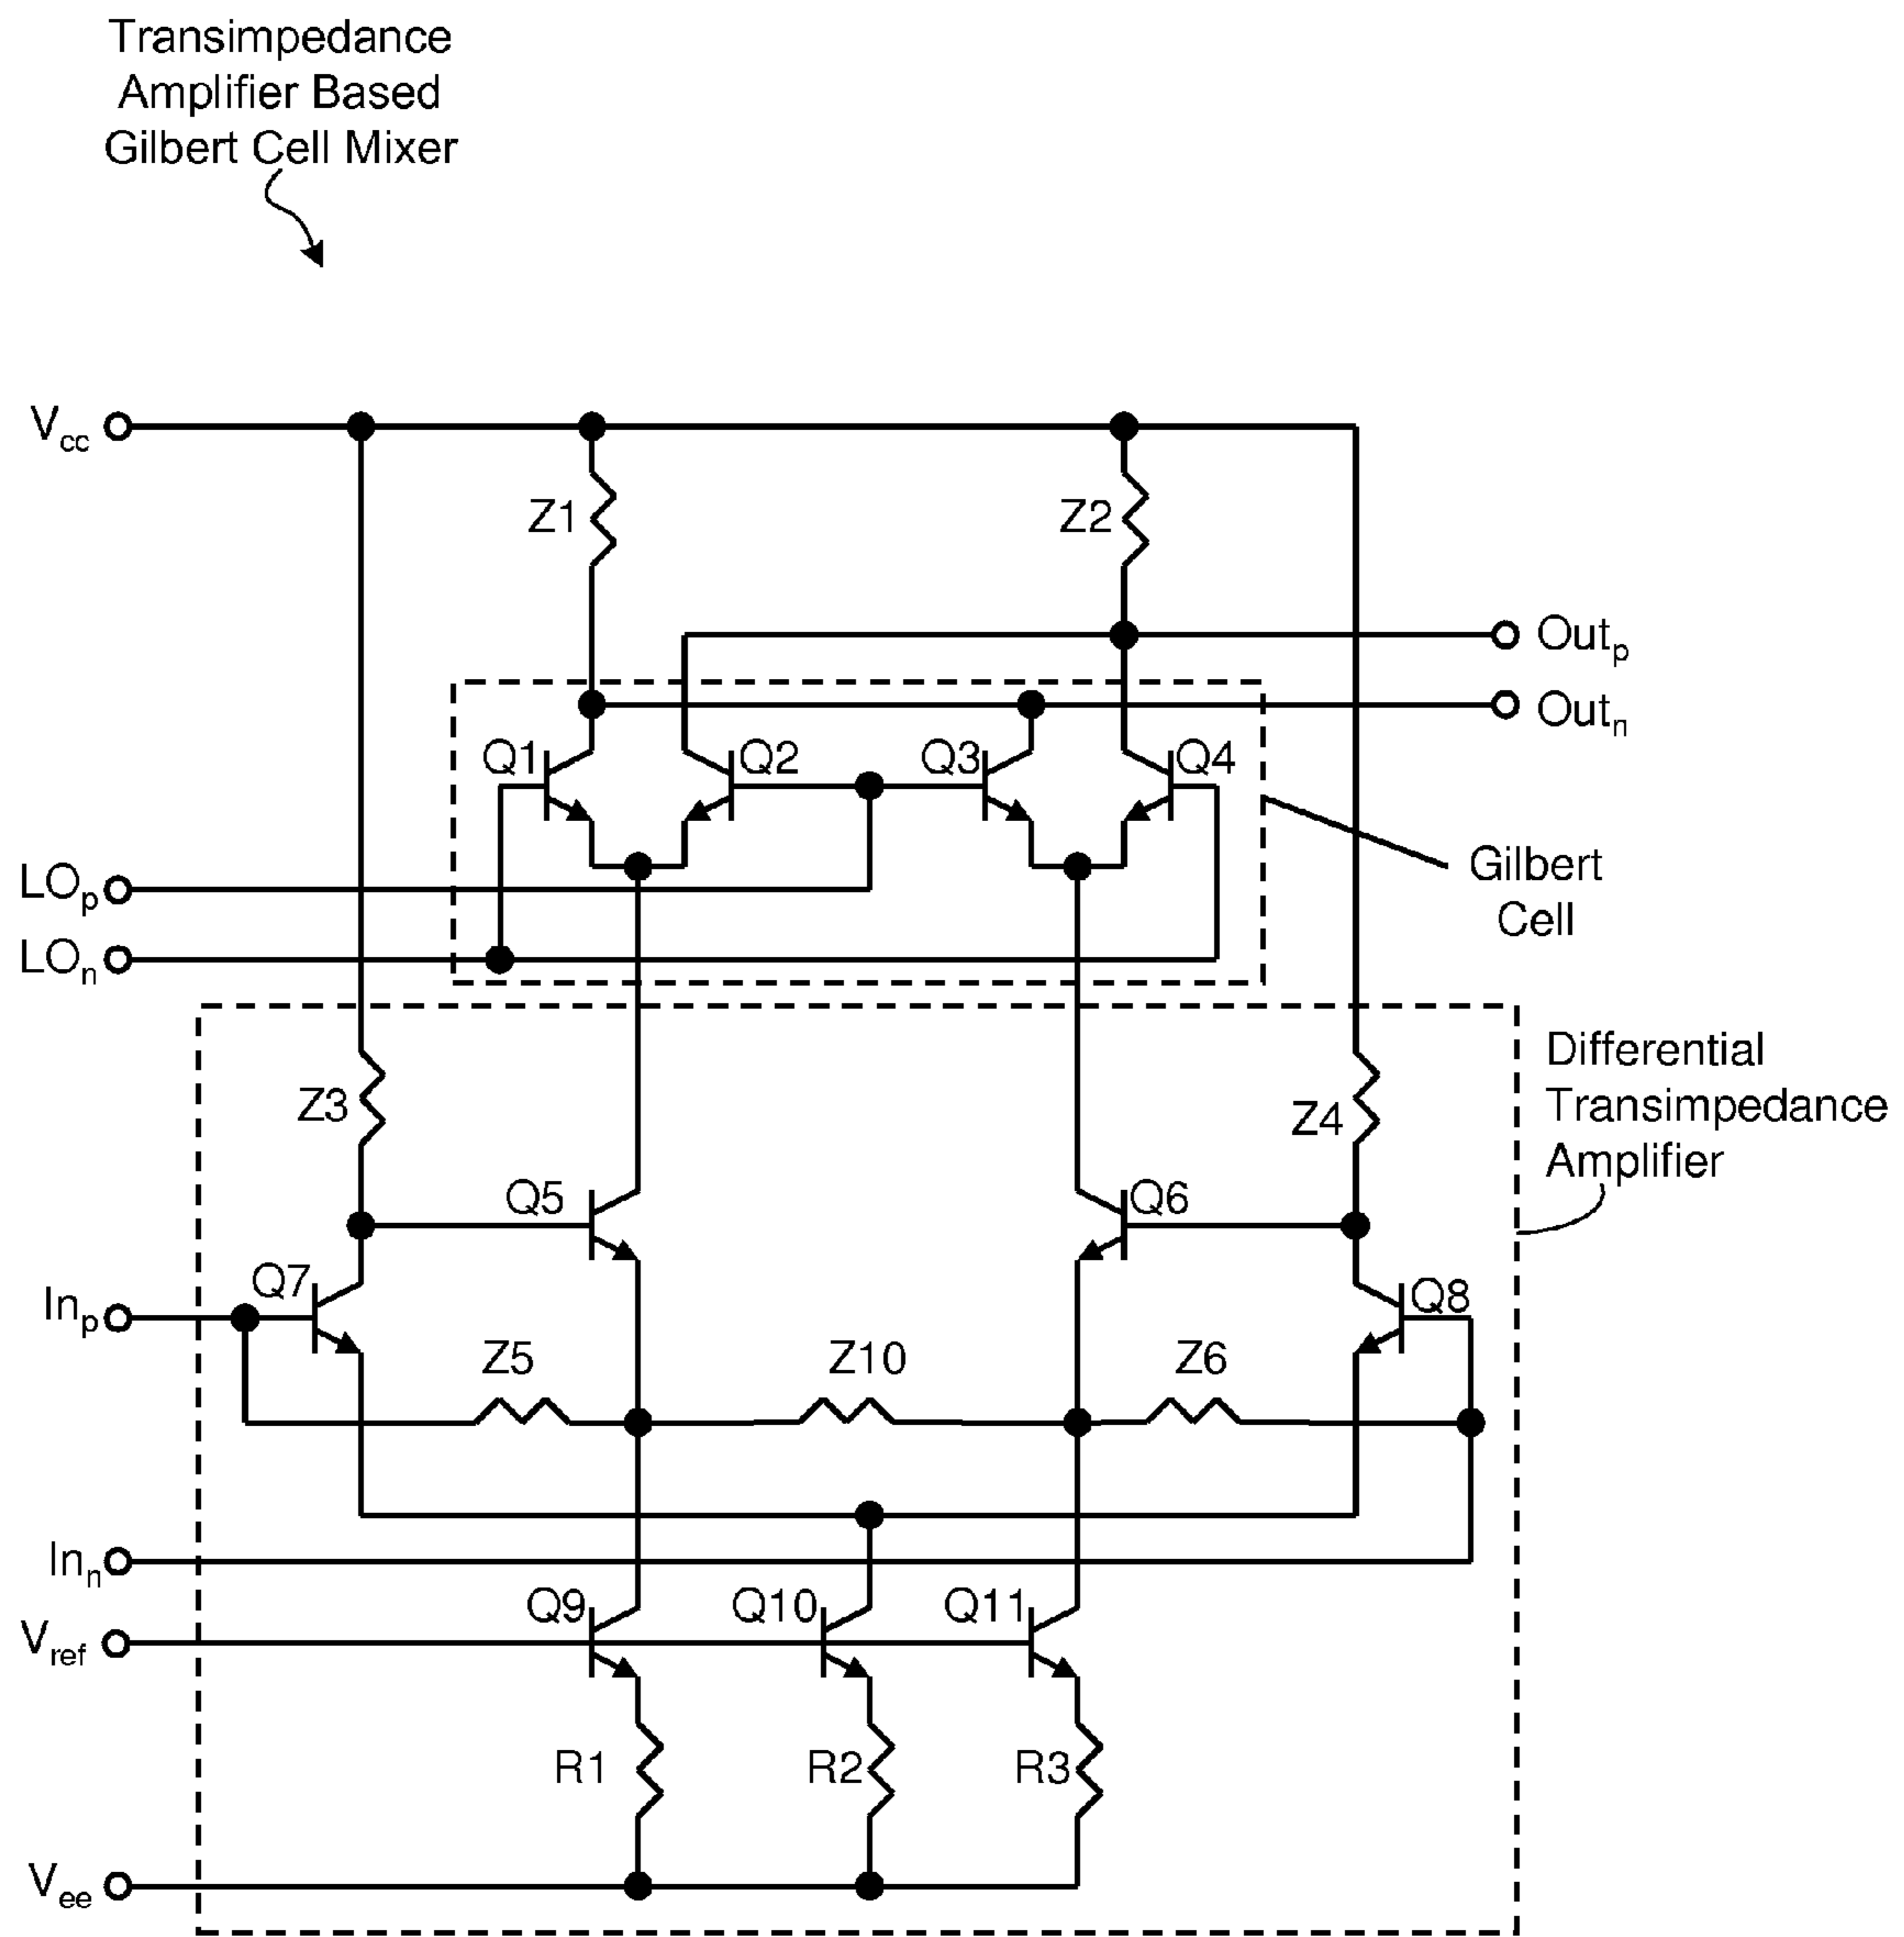 Transimpedance
Amplifier Based
Gilbert Cell Mixer
Vcc
Z1
Z2
Outp
Outn
Q1
Q2
Q3
Q4
LOp
Gilbert
Cell
LOn
Differential
Transimpedance
Amplifier
Z3
Z4
Q5
Q6
Q7
Q8
Inp
Z5
Z10
Z6
Inn
Q9
Q10
Q11
Vref
R1
R2
R3
Vee